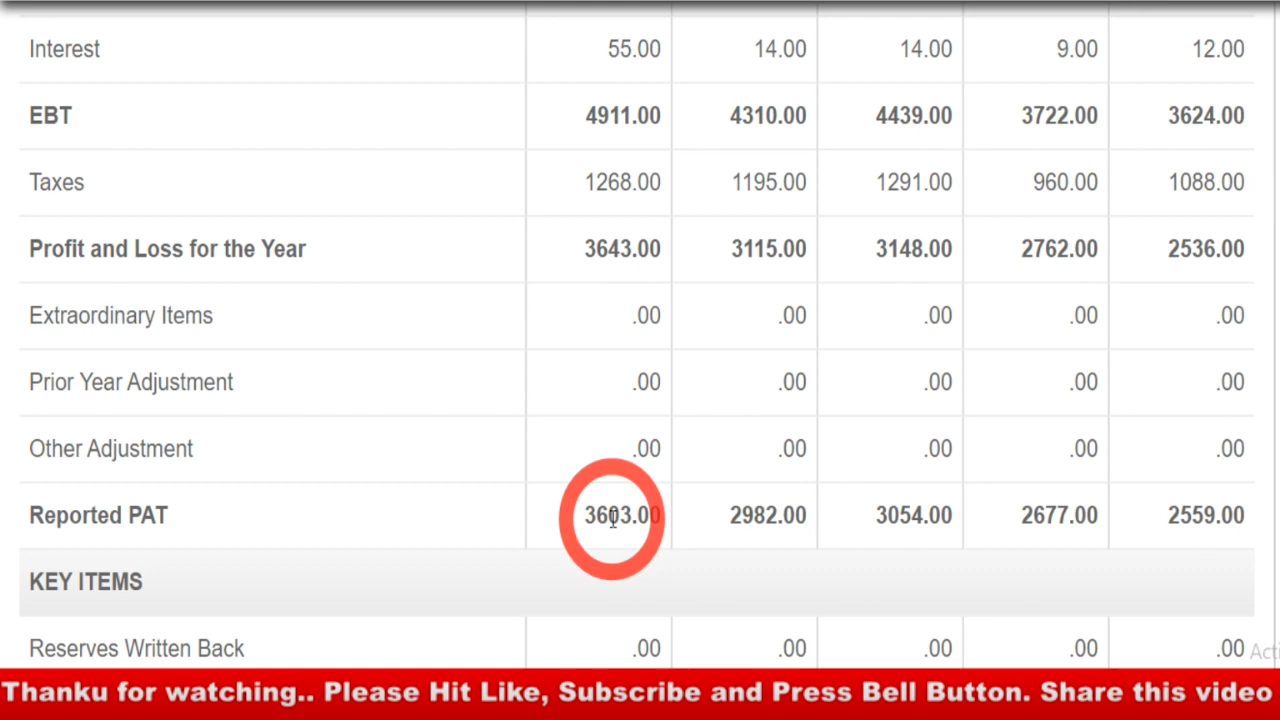 Interest 55.00 14.00 14.00 9.00 12.00
EBT 4911.00 4310.00 4439.00 3722.00 3624.00
Taxes 1268.00 1195.00 1291.00 960.00 1088.00
Profit and Loss for the Year 3643.00 3115.00 3148.00 2762.00 2536.00
Extraordinary Items .00 .00 .00 .00 .00
Prior Year Adjustment .00 .00 .00 .00 .00
Other Adjustment .00 .00 .00 .00 .00
Reported PAT 2982.00 3054.00 2677.00 2559.00
KEY ITEMS
Reserves Written Back .00 .00 .00 .00 .00
Thanku for watching.. Please Hit Like, Subscribe and Press Bell Button. Share this video